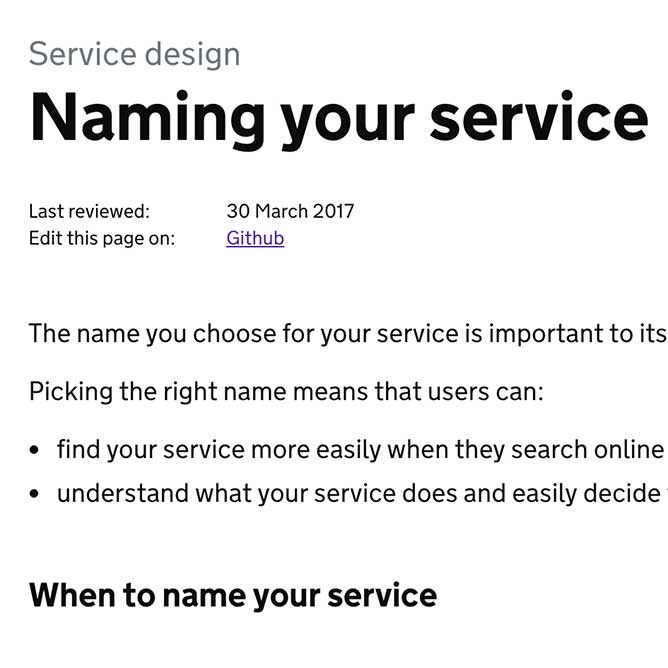 Service design
Naming your service
Last reviewed: 30 March 2017
Edit this page on: Github
The name you choose for your service is important to its
Picking the right name means that users can:
• find your service more easily when they search online
• understand what your service does and easily decide
When to name your service